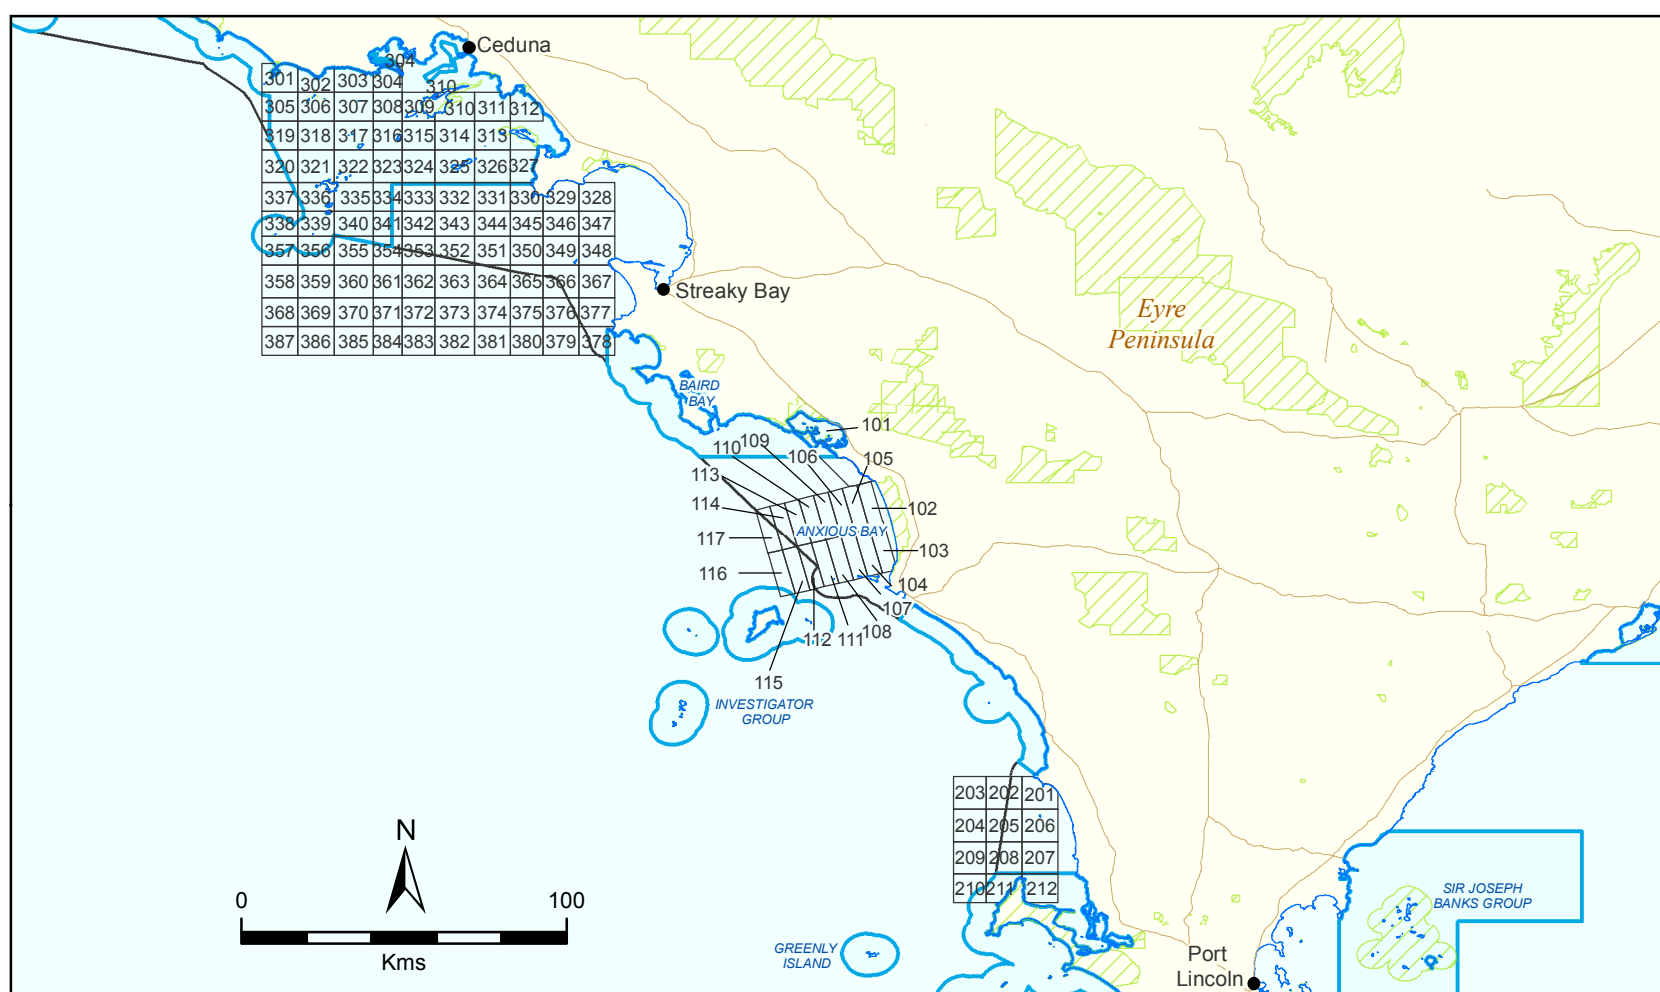 Ceduna
304
301 302 303 304 310
305 306 307 308 309 310 311 312
319 318 317 316 315 314 313
320 321 322 323 324 325 326 327
337 336 335 334 333 332 331 330 329 328
338 339 340 341 342 343 344 345 346 347
357 356 355 354 353 352 351 350 349 348
358 359 360 361 362 363 364 365 366 367
368 369 370 371 372 373 374 375 376 377
387 386 385 384 383 382 381 380 379 378
Streaky Bay
Eyre
Peninsula
BAIRD
BAY
101
110 109
106
105
113
114
102
117
ANXIOUS BAY
103
116
104
107
108
112
111
115
INVESTIGATOR
GROUP
203 202 201
204 205 206
209 208 207
210 211 212
N
0 100
Kms
GREENLY
ISLAND
SIR JOSEPH
BANKS GROUP
Port
Lincoln